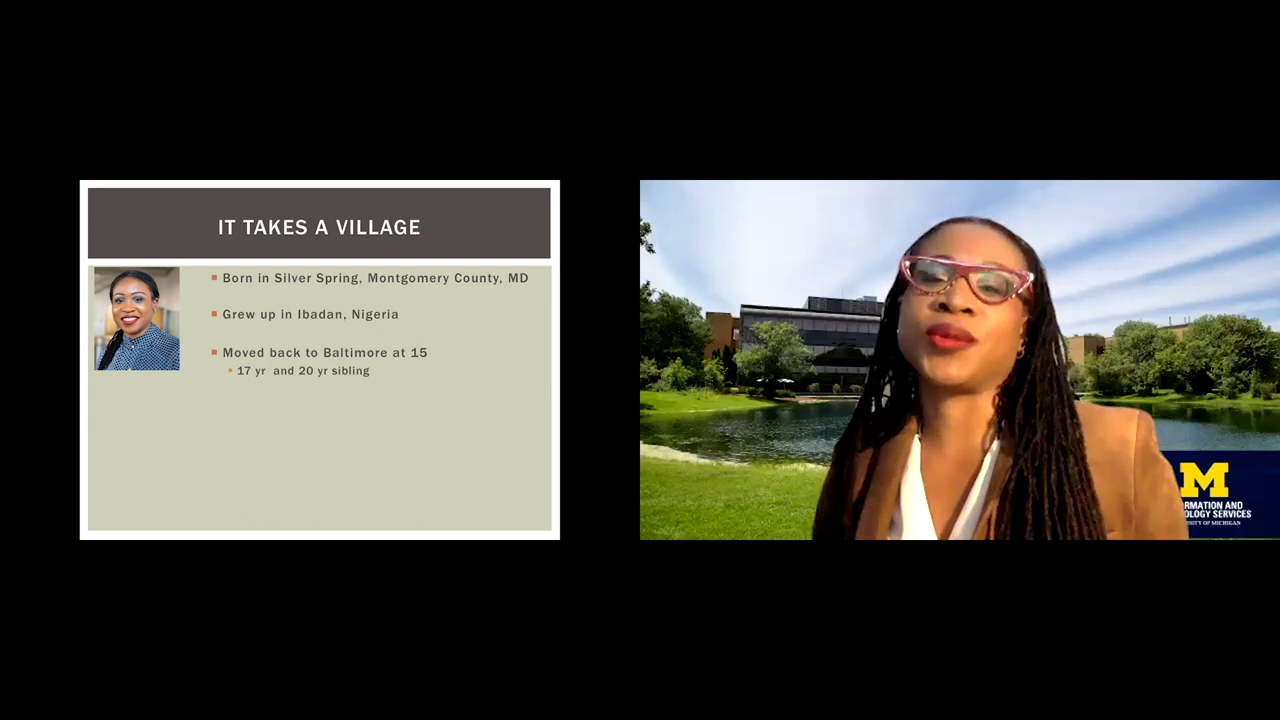 IT TAKES A VILLAGE
Born in Silver Spring, Montgomery County, MD
Grew up in Ibadan, Nigeria
Moved back to Baltimore at 15
17 yr and 20 yr sibling
M
RMATION AND
OLOGY SERVICES
SITY OF MICHIGAN